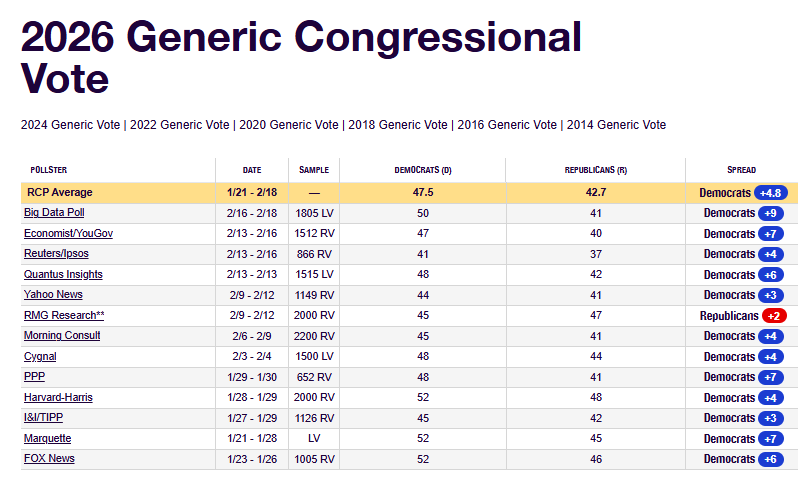 2026 Generic Congressional
Vote
2024 Generic Vote | 2022 Generic Vote | 2020 Generic Vote | 2018 Generic Vote | 2016 Generic Vote | 2014 Generic Vote
POLLSTER DATE SAMPLE DEMOCRATS (D) REPUBLICANS (R) SPREAD
RCP Average 1/21 - 2/18 — 47.5 42.7 Democrats +4.8
Big Data Poll 2/16 - 2/18 1805 LV 50 41 Democrats +9
Economist/YouGov 2/13 - 2/16 1512 RV 47 40 Democrats +7
Reuters/Ipsos 2/13 - 2/16 866 RV 41 37 Democrats +4
Quantus Insights 2/13 - 2/13 1515 LV 48 42 Democrats +6
Yahoo News 2/9 - 2/12 1149 RV 44 41 Democrats +3
RMG Research** 2/9 - 2/12 2000 RV 45 47 Republicans +2
Morning Consult 2/6 - 2/9 2200 RV 45 41 Democrats +4
Cygnal 2/3 - 2/4 1500 LV 48 44 Democrats +4
PPP 1/29 - 1/30 652 RV 48 41 Democrats +7
Harvard-Harris 1/28 - 1/29 2000 RV 52 48 Democrats +4
I&I/TIPP 1/27 - 1/29 1126 RV 45 42 Democrats +3
Marquette 1/21 - 1/28 LV 52 45 Democrats +7
FOX News 1/23 - 1/26 1005 RV 52 46 Democrats +6